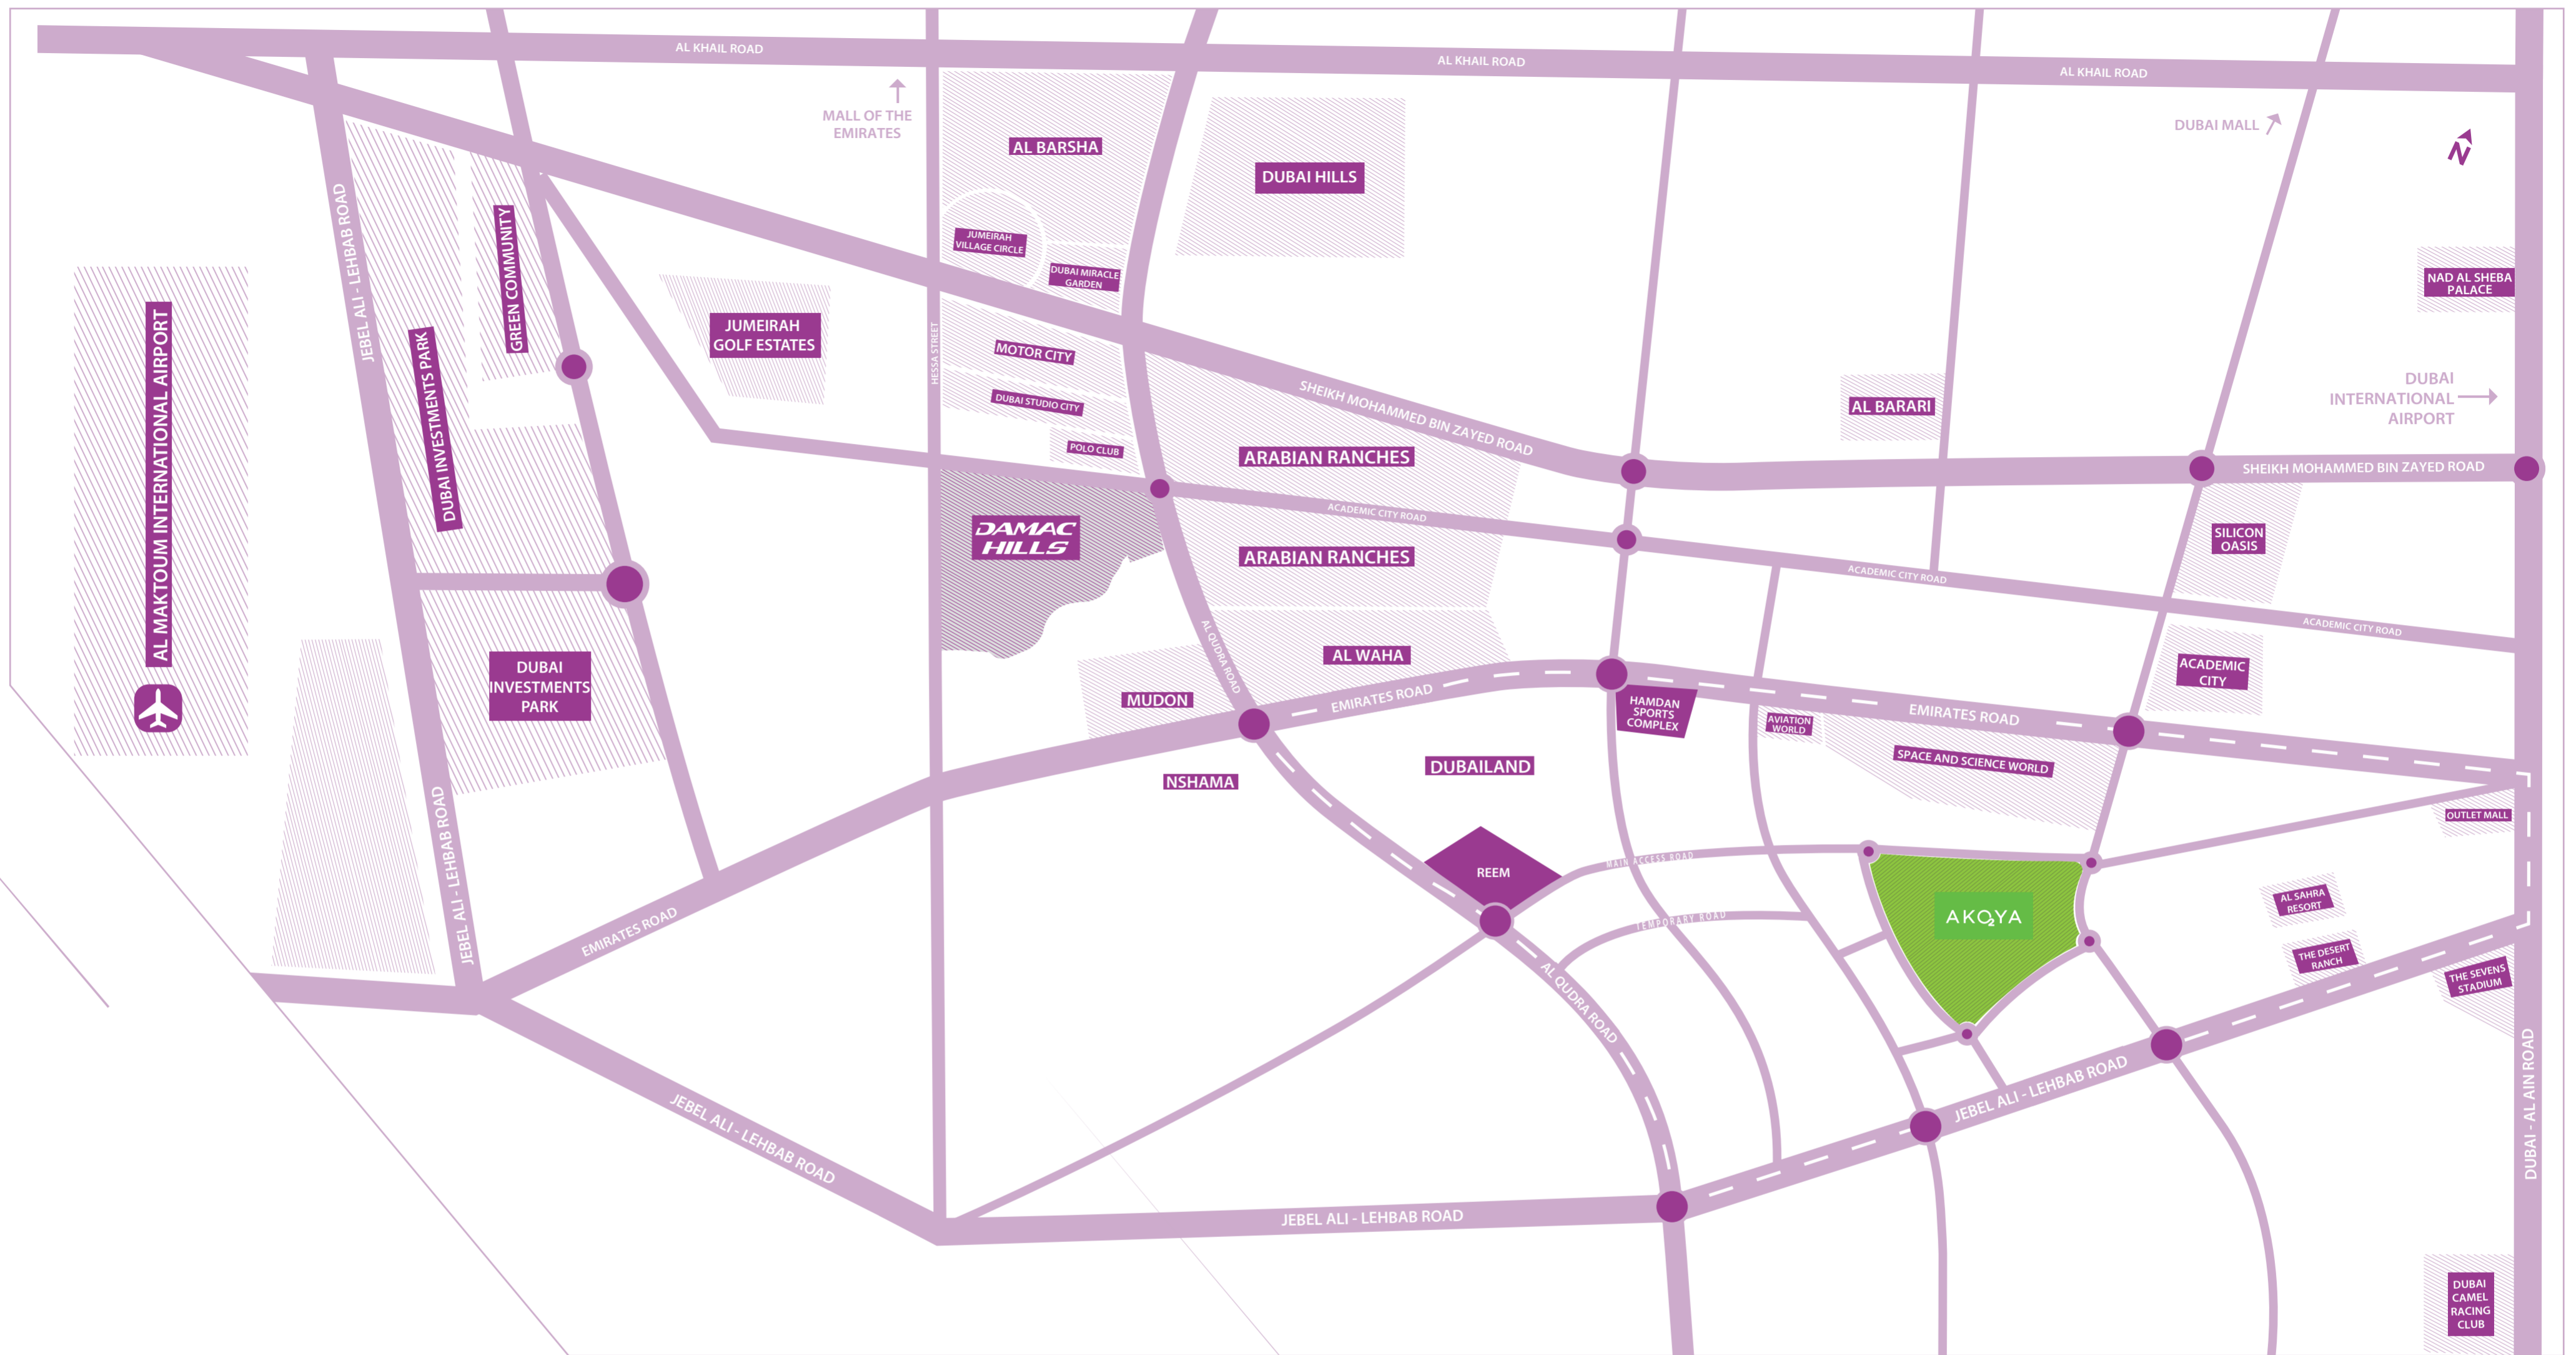 AL KHAIL ROAD
AL KHAIL ROAD
AL KHAIL ROAD
MALL OF THE
EMIRATES
DUBAI MALL
N
AL BARSHA
DUBAI HILLS
JUMEIRAH
VILLAGE CIRCLE
DUBAI MIRACLE
GARDEN
JEBEL ALI - LEHBAB ROAD
GREEN COMMUNITY
NAD AL SHEBA
PALACE
AL MAKTOUM INTERNATIONAL AIRPORT
DUBAI INVESTMENTS PARK
JUMEIRAH
GOLF ESTATES
HESSA STREET
MOTOR CITY
DUBAI STUDIO CITY
POLO CLUB
SHEIKH MOHAMMED BIN ZAYED ROAD
AL BARARI
DUBAI
INTERNATIONAL
AIRPORT
ARABIAN RANCHES
SHEIKH MOHAMMED BIN ZAYED ROAD
ACADEMIC CITY ROAD
DAMAC
HILLS
ARABIAN RANCHES
SILICON
OASIS
ACADEMIC CITY ROAD
ACADEMIC CITY ROAD
AL QUDRA ROAD
AL WAHA
DUBAI
INVESTMENTS
PARK
MUDON
EMIRATES ROAD
HAMDAN
SPORTS
COMPLEX
AVIATION
WORLD
EMIRATES ROAD
ACADEMIC
CITY
SPACE AND SCIENCE WORLD
NSHAMA
DUBAILAND
OUTLET MALL
JEBEL ALI - LEHBAB ROAD
REEM
MAIN ACCESS ROAD
TEMPORARY ROAD
AKO2YA
AL SAHRA
RESORT
EMIRATES ROAD
THE DESERT
RANCH
THE SEVENS
STADIUM
AL QUDRA ROAD
JEBEL ALI - LEHBAB ROAD
JEBEL ALI - LEHBAB ROAD
DUBAI - AL AIN ROAD
JEBEL ALI - LEHBAB ROAD
DUBAI
CAMEL
RACING
CLUB